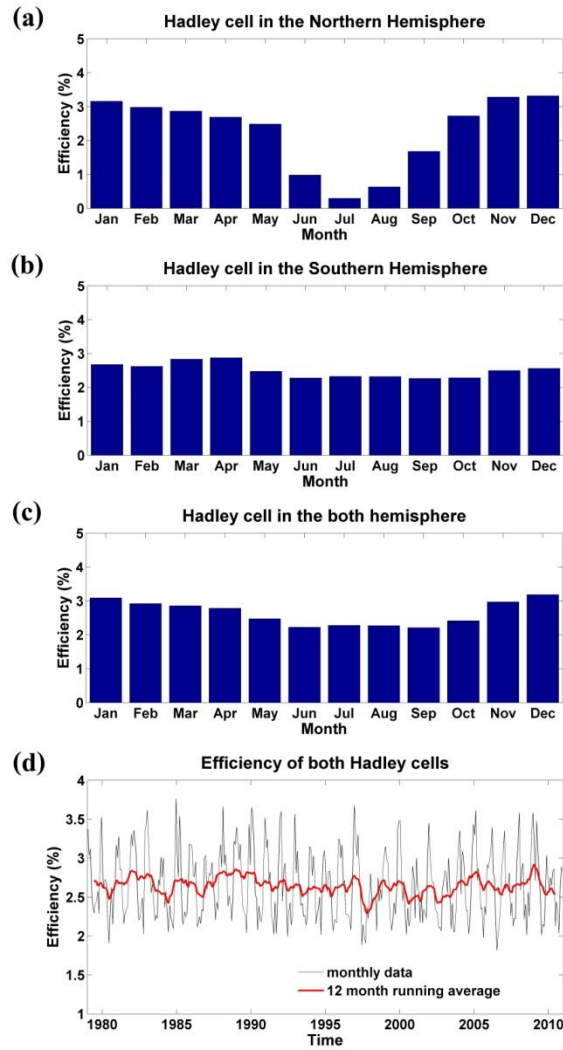 (a)
Hadley cell in the Northern Hemisphere
5
4
3
2
1
0
Efficiency (%)
Jan Feb Mar Apr May Jun Jul Aug Sep Oct Nov Dec
Month
(b)
Hadley cell in the Southern Hemisphere
5
4
3
2
1
0
Efficiency (%)
Jan Feb Mar Apr May Jun Jul Aug Sep Oct Nov Dec
Month
(c)
Hadley cell in the both hemisphere
5
4
3
2
1
0
Efficiency (%)
Jan Feb Mar Apr May Jun Jul Aug Sep Oct Nov Dec
Month
(d)
Efficiency of both Hadley cells
4
3.5
3
2.5
2
1.5
1
Efficiency (%)
monthly data
12 month running average
1980 1985 1990 1995 2000 2005 2010
Time